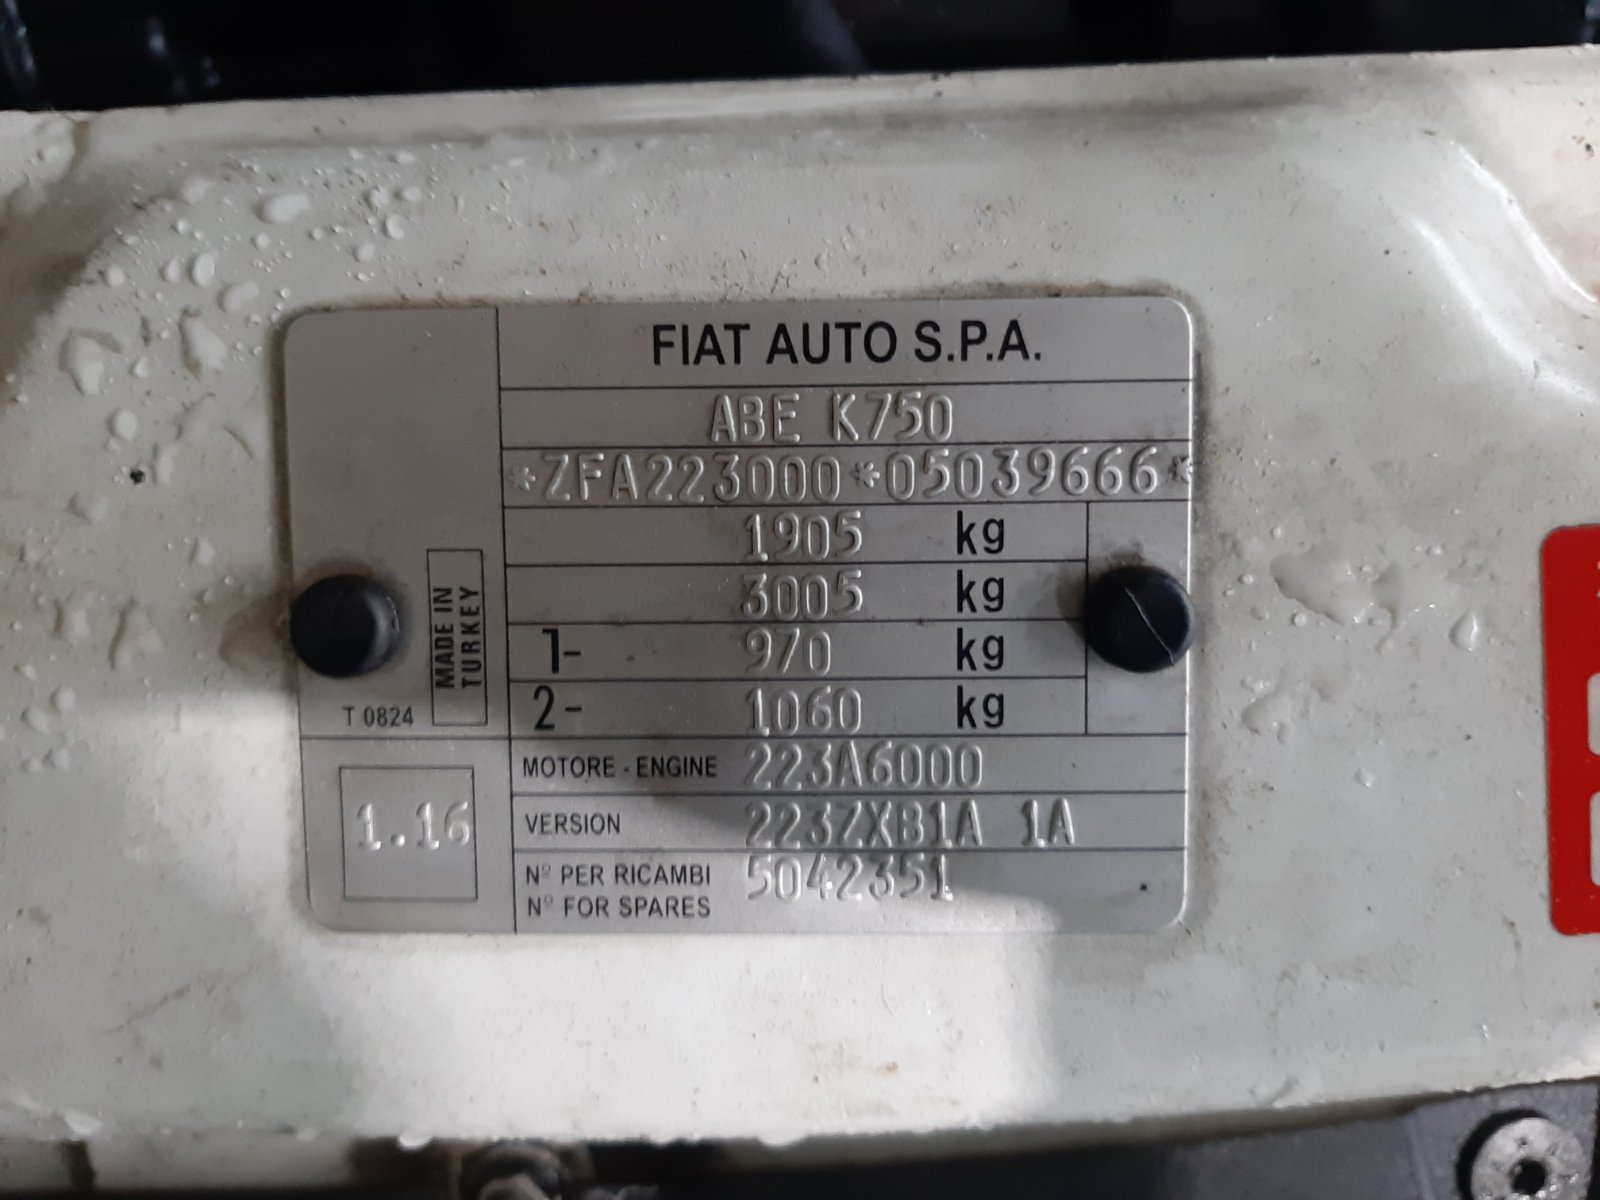 FIAT AUTO S.P.A.
ABE K750
*ZFA223000*05039666*
1905 kg
3005 kg
1- 970 kg
2- 1060 kg
MADE IN
TURKEY
T 0824
MOTORE - ENGINE 223A6000
1.16
VERSION 223ZXB1A 1A
Nº PER RICAMBI 5042351
Nº FOR SPARES